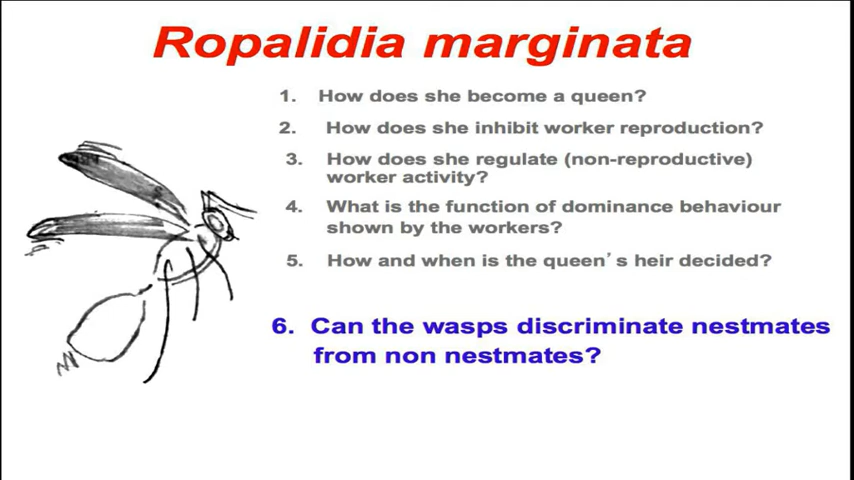 Ropalidia marginata
1. How does she become a queen?
2. How does she inhibit worker reproduction?
3. How does she regulate (non-reproductive)
worker activity?
4. What is the function of dominance behaviour
shown by the workers?
5. How and when is the queen's heir decided?
6. Can the wasps discriminate nestmates
from non nestmates?